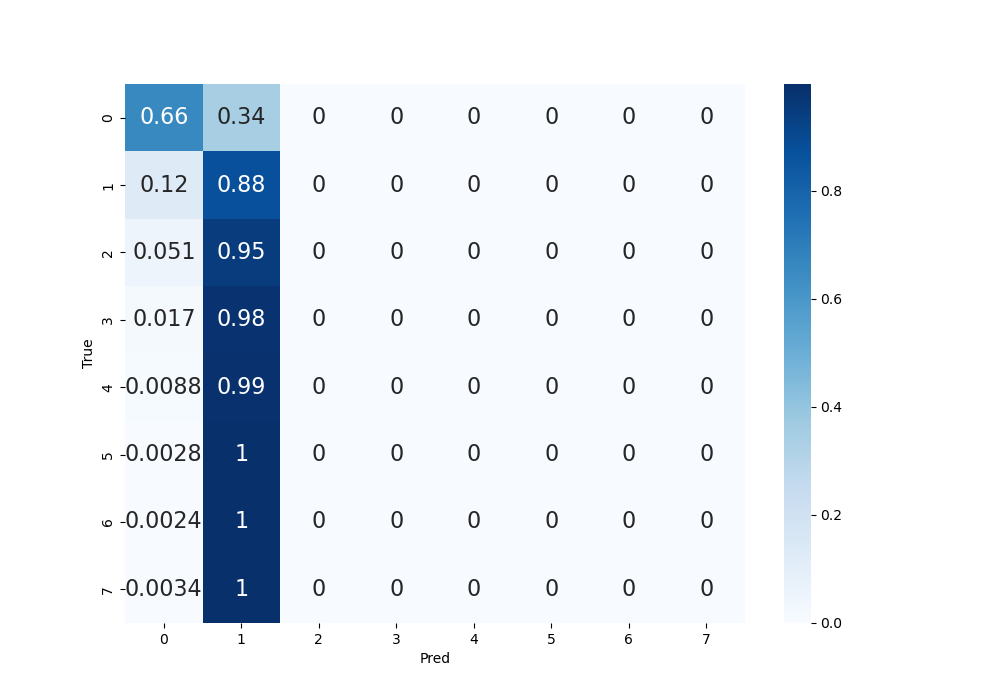 0 0.66 0.34 0 0 0 0 0 0
1 0.12 0.88 0 0 0 0 0 0 0.8
2 0.051 0.95 0 0 0 0 0 0
3 0.017 0.98 0 0 0 0 0 0 0.6
True
4 0.0088 0.99 0 0 0 0 0 0 0.4
5 0.0028 1 0 0 0 0 0 0
6 0.0024 1 0 0 0 0 0 0 0.2
7 0.0034 1 0 0 0 0 0 0
0.0
0 1 2 3 4 5 6 7
Pred